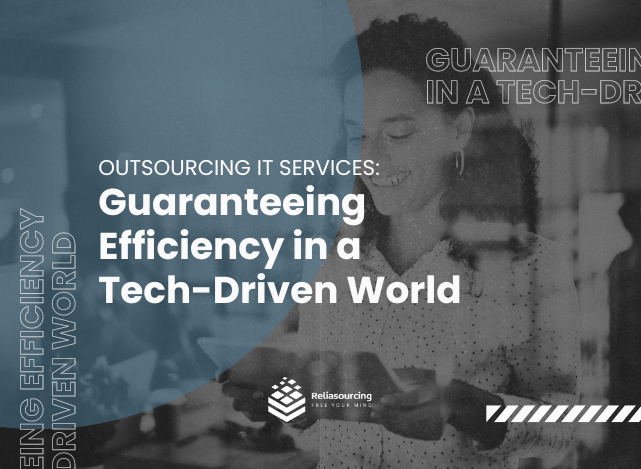 GUARANTEEIN
IN A TECH-DR
OUTSOURCING IT SERVICES:
Guaranteeing
Efficiency in a
Tech-Driven World
EING EFFICIENCY
DRIVEN WORLD
Reliasourcing
FREE YOUR MIND